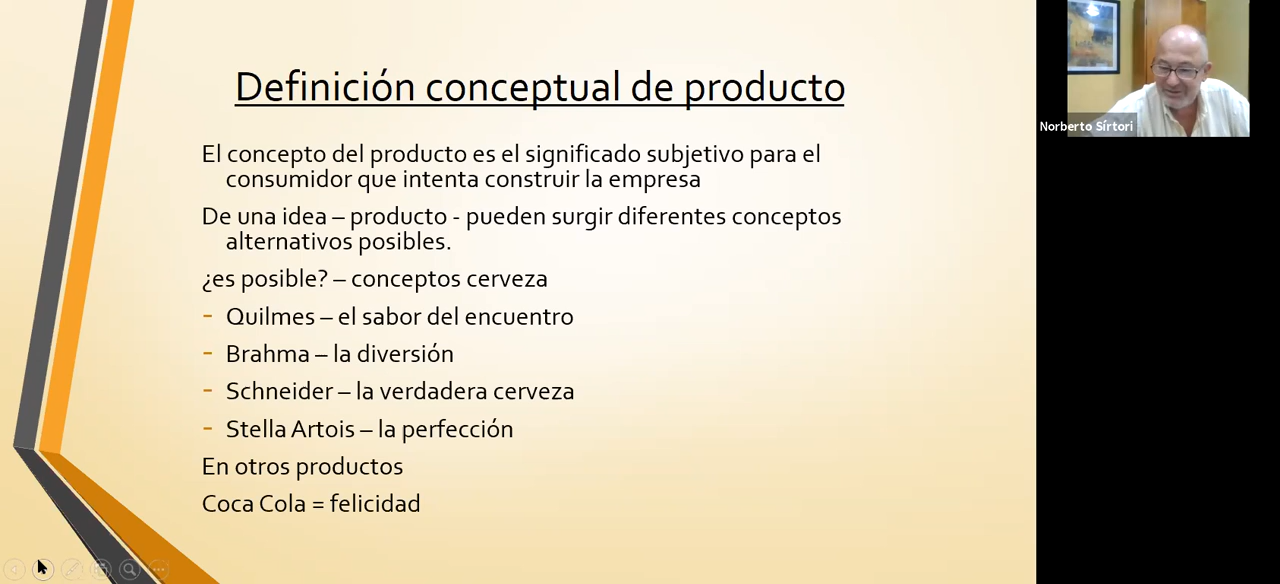 Definición conceptual de producto
El concepto del producto es el significado subjetivo para el
consumidor que intenta construir la empresa
De una idea – producto - pueden surgir diferentes conceptos
alternativos posibles.
¿es posible? – conceptos cerveza
- Quilmes – el sabor del encuentro
- Brahma – la diversión
- Schneider – la verdadera cerveza
- Stella Artois – la perfección
En otros productos
Coca Cola = felicidad
Norberto Sírtori